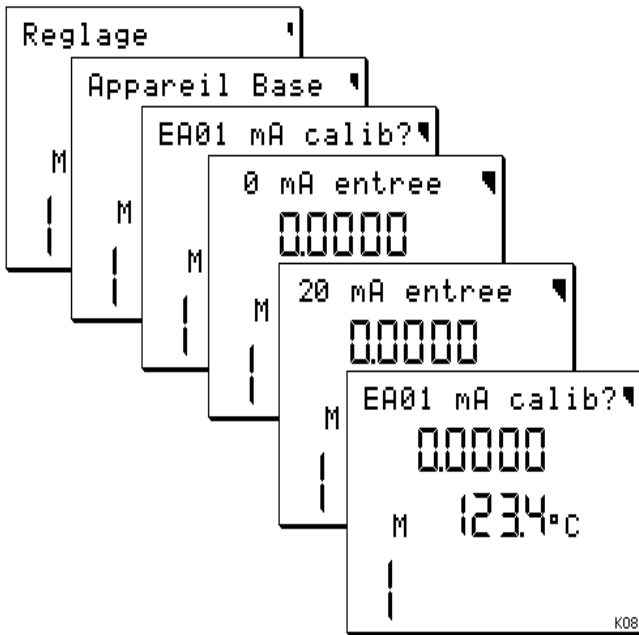 Reglage
Appareil Base
M
EA01 mA calib?
M
0 mA entree
0.0000
M
20 mA entree
0.0000
M
EA01 mA calib?
0.0000
M
123.4°C
K08